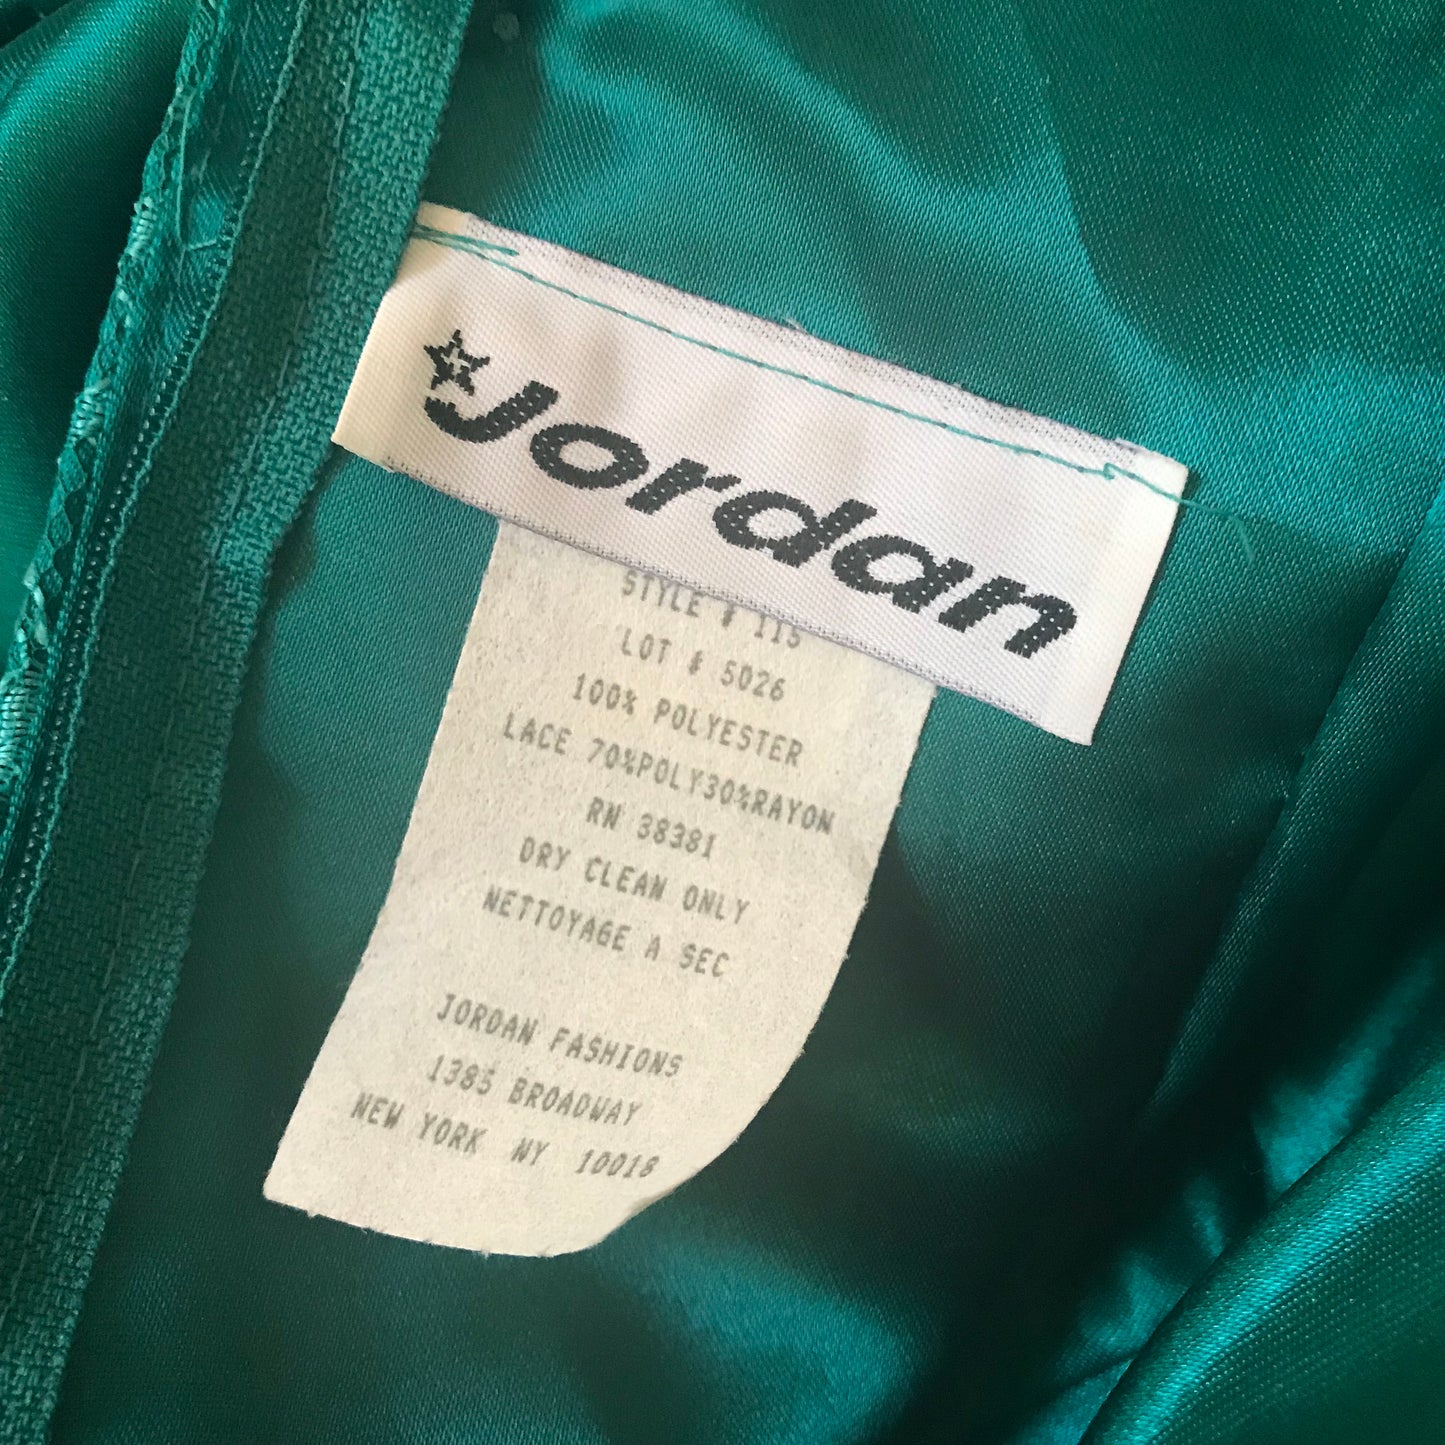 Jordan
STYLE # 115
LOT # 5026
100% POLYESTER
LACE 70%POLY30%RAYON
RN 38381
DRY CLEAN ONLY
NETTOYAGE A SEC
JORDAN FASHIONS
1385 BROADWAY
NEW YORK NY 10018